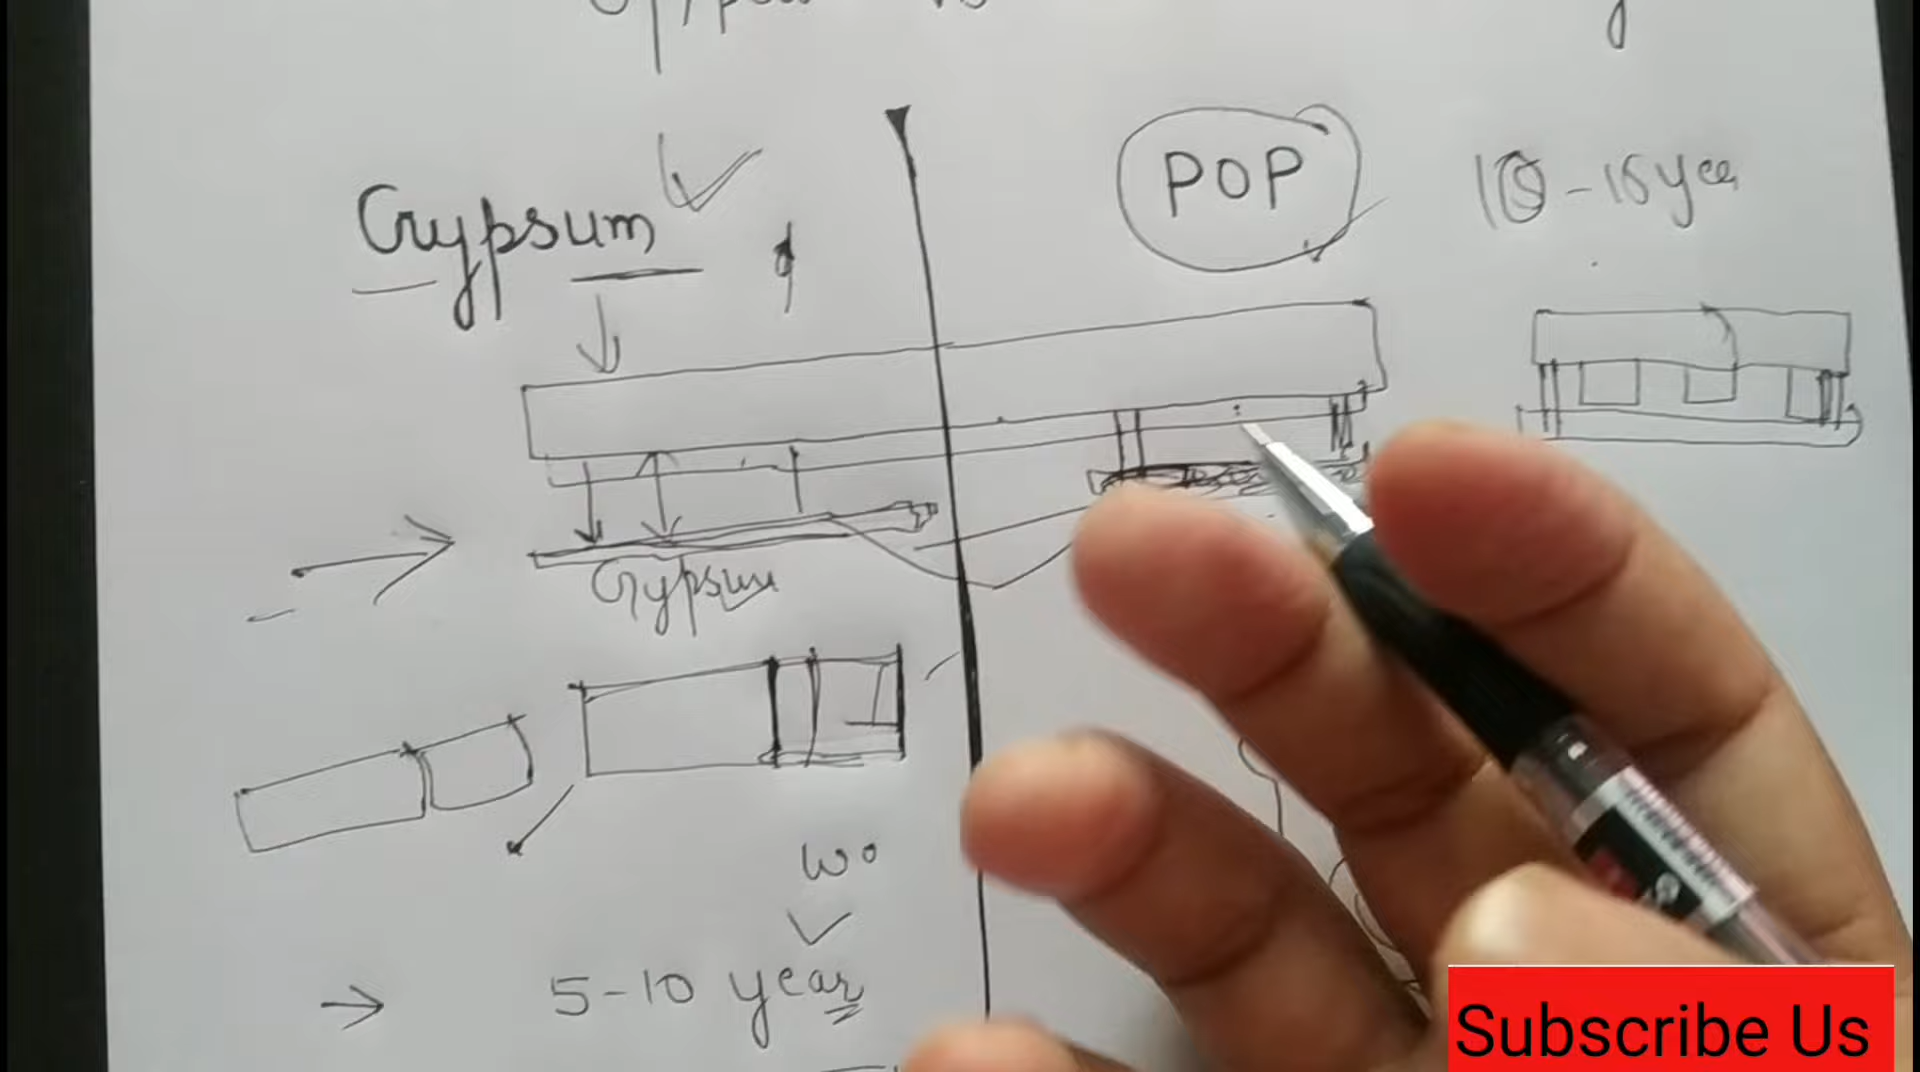 Gypsum
POP
10-15 year
Gypsum
wo
5-10 year
Subscribe Us